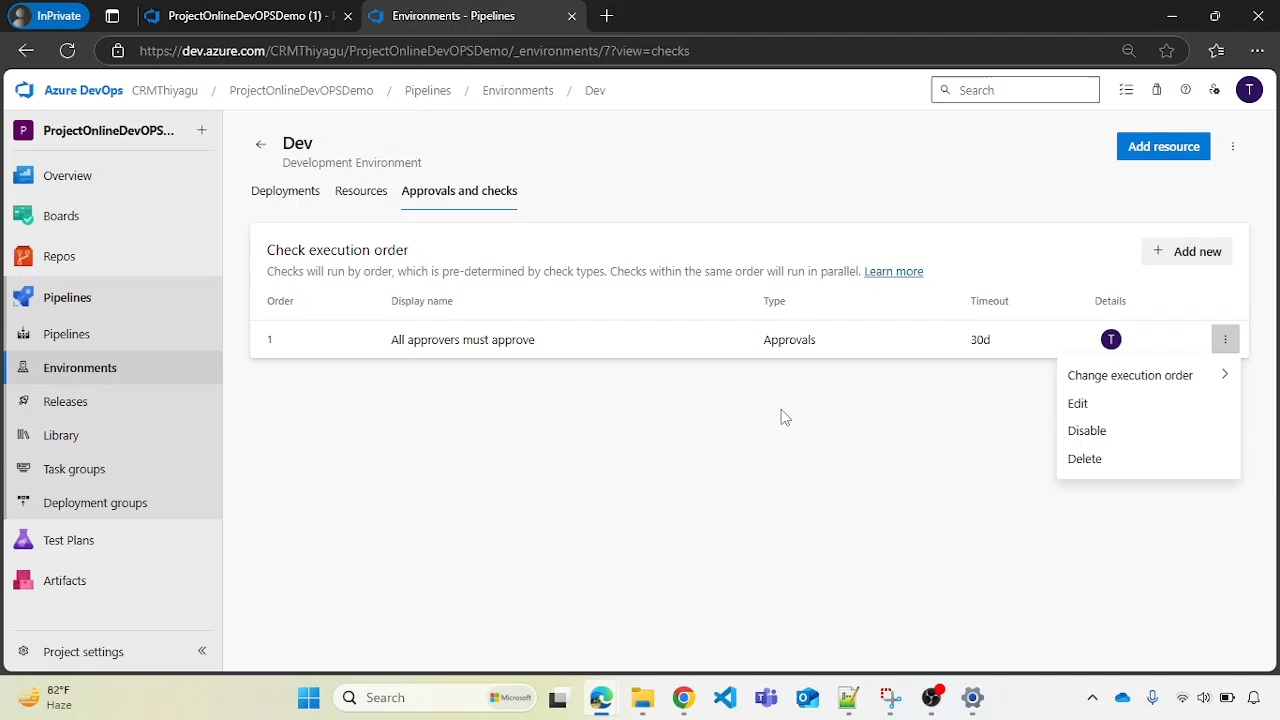 InPrivate
ProjectOnlineDevOPSDemo (1) -
Environments - Pipelines
https://dev.azure.com/CRMThiyagu/ProjectOnlineDevOPSDemo/_environments/7?view=checks
Azure DevOps CRMThiyagu / ProjectOnlineDevOPSDemo / Pipelines / Environments / Dev
Search
T
P ProjectOnlineDevOPS...
Overview
Boards
Repos
Pipelines
Pipelines
Environments
Releases
Library
Task groups
Deployment groups
Test Plans
Artifacts
Project settings
Dev
Development Environment
Add resource
Deployments Resources Approvals and checks
Check execution order
Add new
Checks will run by order, which is pre-determined by check types. Checks within the same order will run in parallel. Learn more
Order Display name Type Timeout Details
1 All approvers must approve Approvals 30d T
Change execution order
Edit
Disable
Delete
82°F
Haze
Search
Microsoft